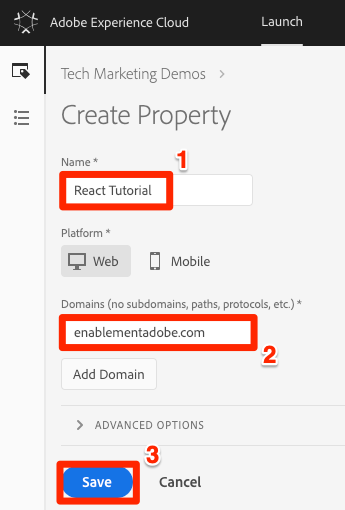 Adobe Experience Cloud Launch
Tech Marketing Demos >
Create Property
Name *
1
React Tutorial
Platform *
Web Mobile
Domains (no subdomains, paths, protocols, etc.) *
enablementadobe.com
2
Add Domain
> ADVANCED OPTIONS
3
Save Cancel